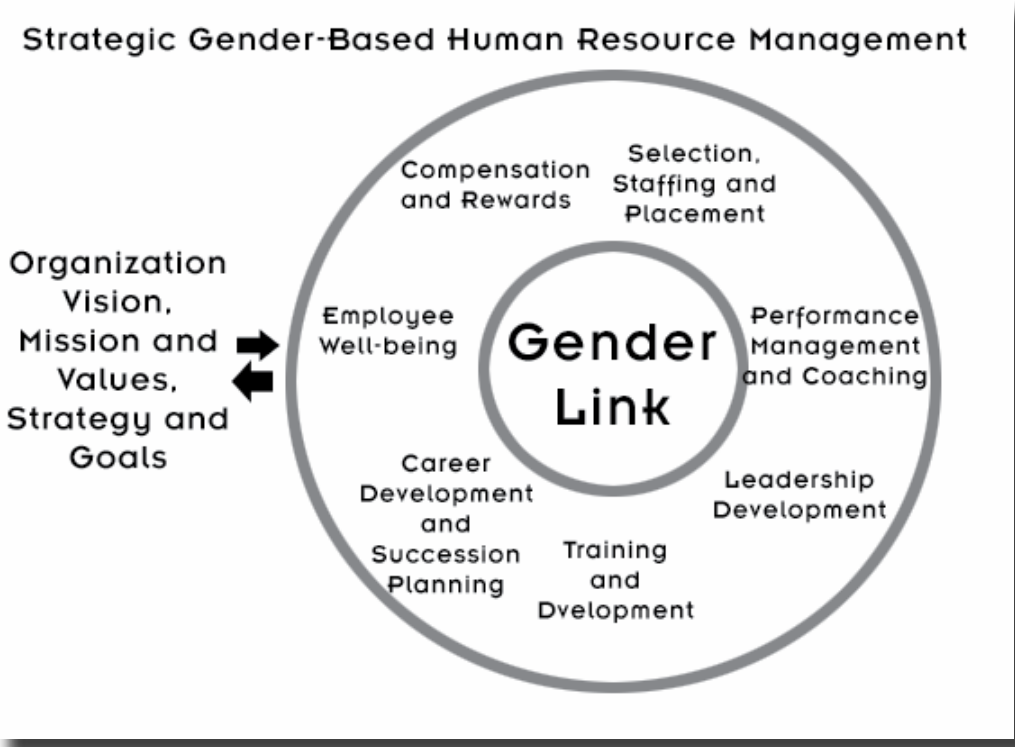 Strategic Gender-Based Human Resource Management
Compensation
and Rewards
Selection,
Staffing and
Placement
Organization
Vision,
Mission and
Values,
Strategy and
Goals
Employee
Well-being
Gender
Link
Performance
Management
and Coaching
Career
Development
and
Succession
Planning
Training
and
Dvelopment
Leadership
Development